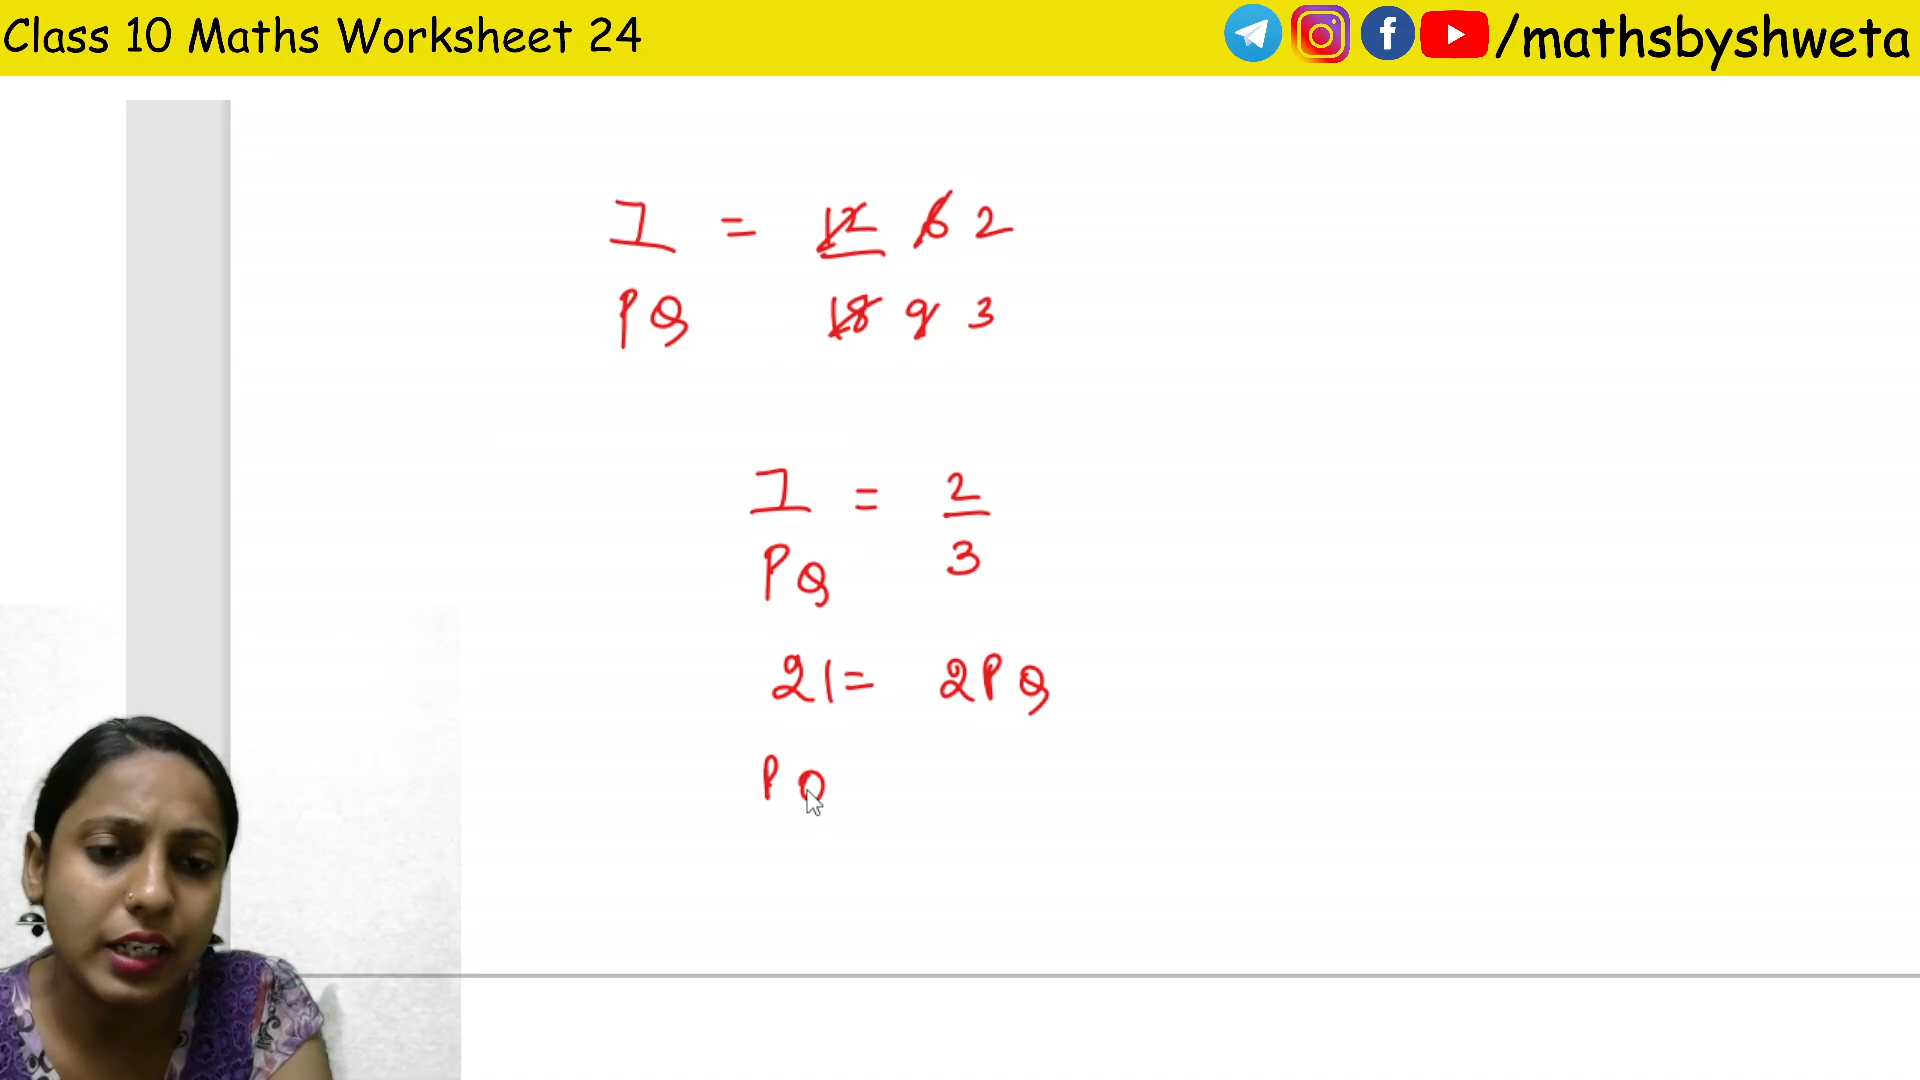 Class 10 Maths Worksheet 24
/mathsbyshweta
7 = 12 6 2
PQ 18 9 3
7 = 2
PQ 3
21 = 2PQ
PQ